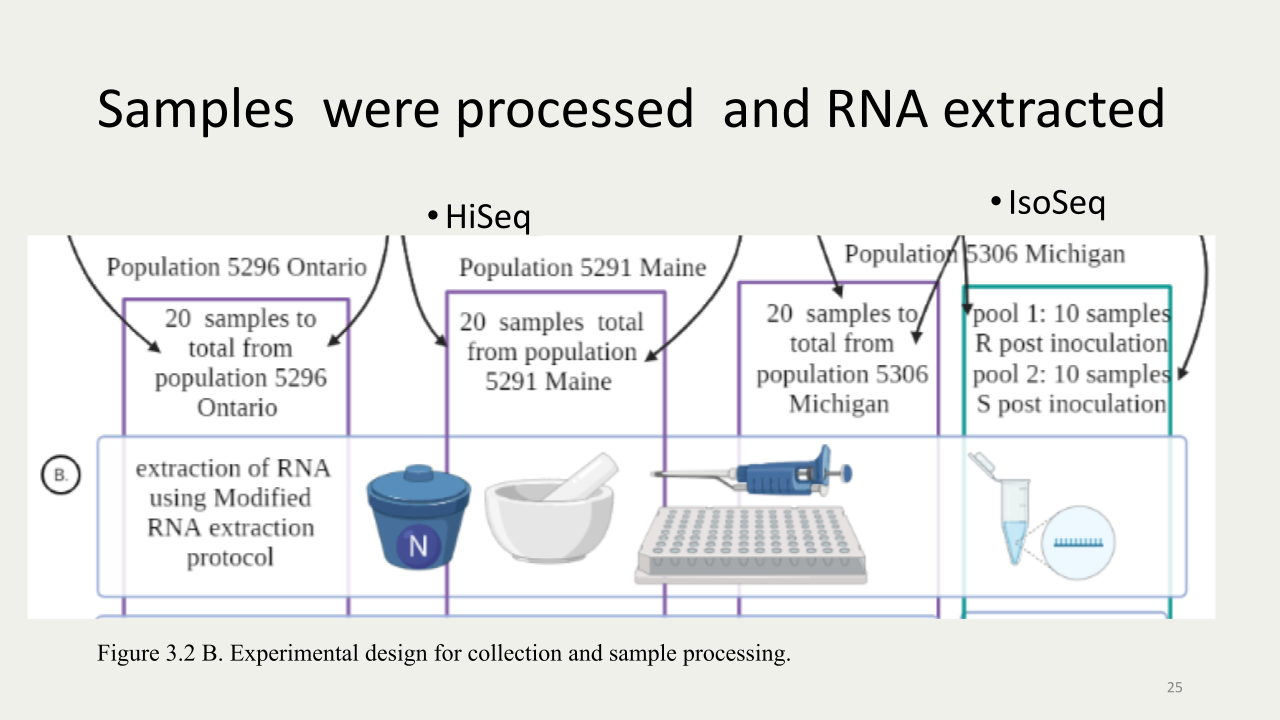 Samples  were processed  and RNA extracted
• HiSeq
• IsoSeq
Population 5296 Ontario
Population 5291 Maine
Population 5306 Michigan
20  samples to
total from
population 5296
Ontario
20  samples  total
from population
5291 Maine
20  samples to
total from
population 5306
Michigan
pool 1: 10 samples
R post inoculation
pool 2: 10 samples
S post inoculation
B.
extraction of RNA
using Modified
RNA extraction
protocol
N
Figure 3.2 B. Experimental design for collection and sample processing.
25